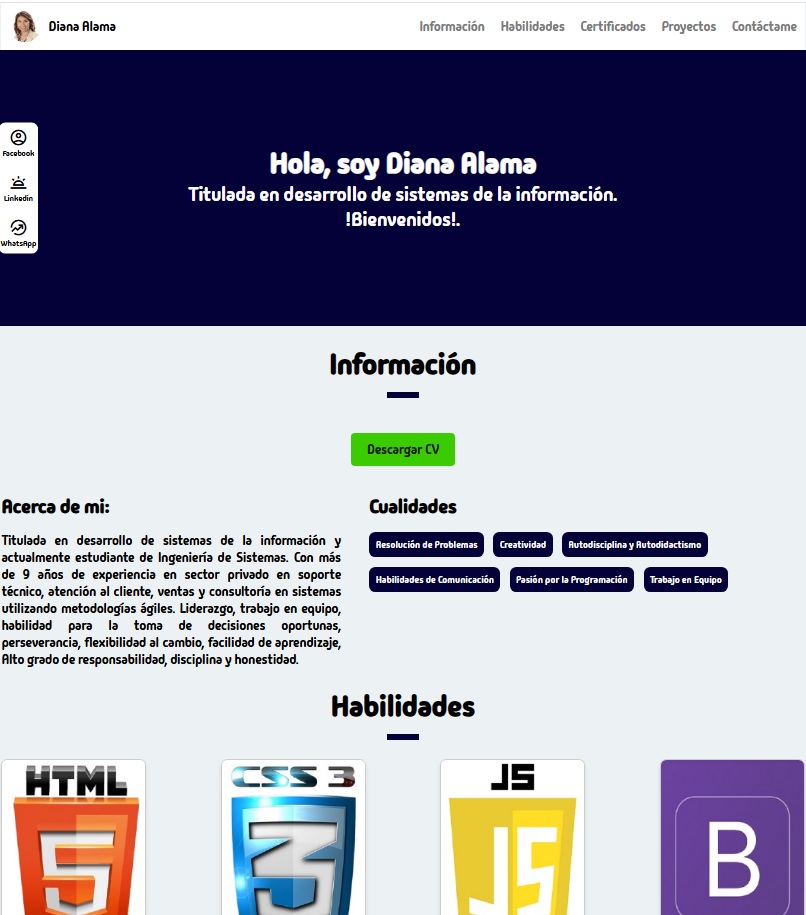 Diana Alama
Información Habilidades Certificados Proyectos Contáctame
Facebook
Linkedin
WhatsApp
Hola, soy Diana Alama
Titulada en desarrollo de sistemas de la información.
!Bienvenidos!.
Información
Descargar CV
Acerca de mi:
Titulada en desarrollo de sistemas de la información y
actualmente estudiante de Ingeniería de Sistemas. Con más
de 9 años de experiencia en sector privado en soporte
técnico, atención al cliente, ventas y consultoría en sistemas
utilizando metodologías ágiles. Liderazgo, trabajo en equipo,
habilidad para la toma de decisiones oportunas,
perseverancia, flexibilidad al cambio, facilidad de aprendizaje,
Alto grado de responsabilidad, disciplina y honestidad.
Cualidades
Resolución de Problemas Creatividad Autodisciplina y Autodidactismo
Habilidades de Comunicación Pasión por la Programación Trabajo en Equipo
Habilidades
HTML CSS 3 JS
5 3 JS B